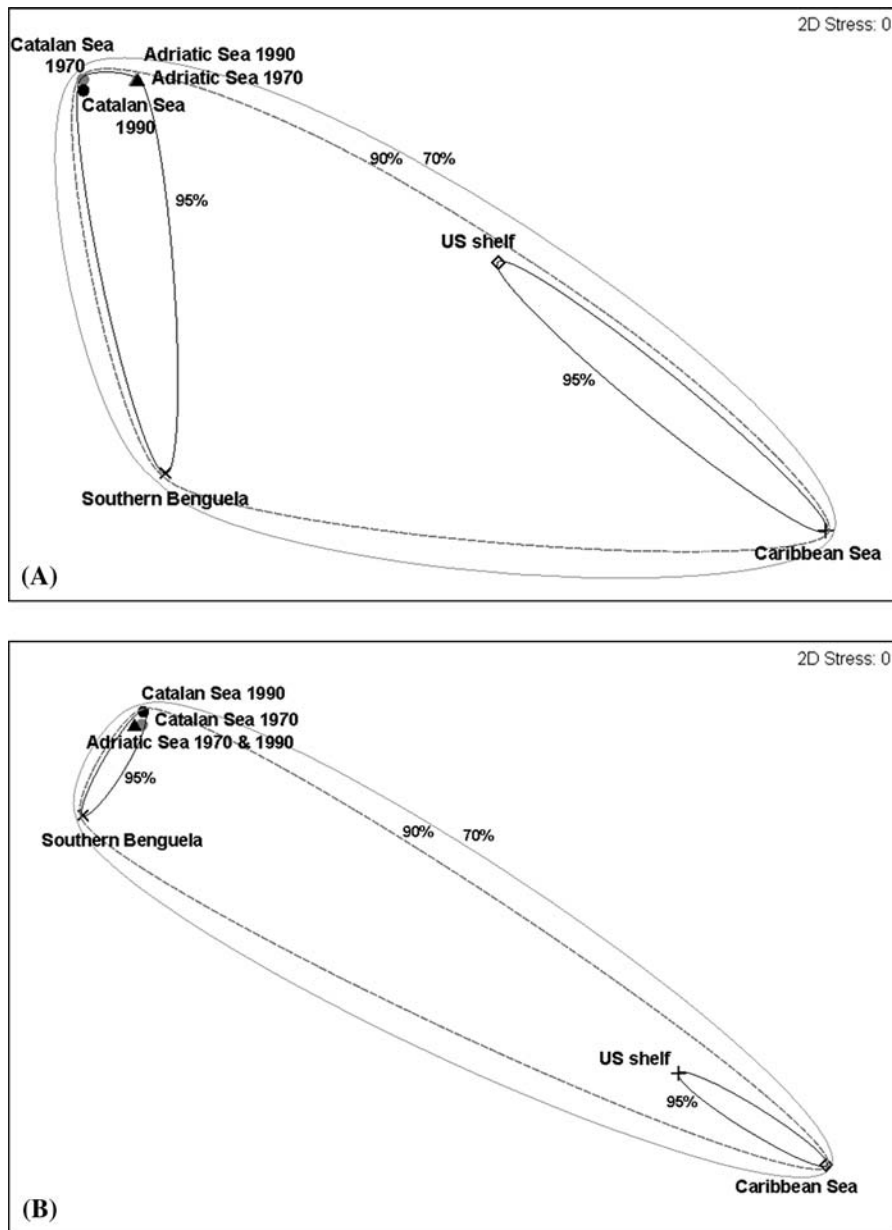 2D Stress: 0
Catalan Sea
1970
Adriatic Sea 1990
Adriatic Sea 1970
Catalan Sea
1990
90% 70%
95%
US shelf
95%
Southern Benguela
Caribbean Sea
(A)
2D Stress: 0
Catalan Sea 1990
Catalan Sea 1970
Adriatic Sea 1970 & 1990
95%
90% 70%
Southern Benguela
US shelf
95%
Caribbean Sea
(B)